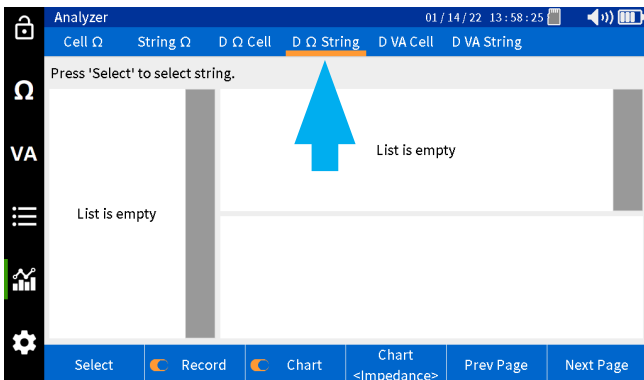 Analyzer 01/14/22 13:58:25
Cell Ω String Ω D Ω Cell D Ω String D VA Cell D VA String
Press 'Select' to select string.
Ω
VA
List is empty
List is empty
Select Record Chart Chart <Impedance> Prev Page Next Page